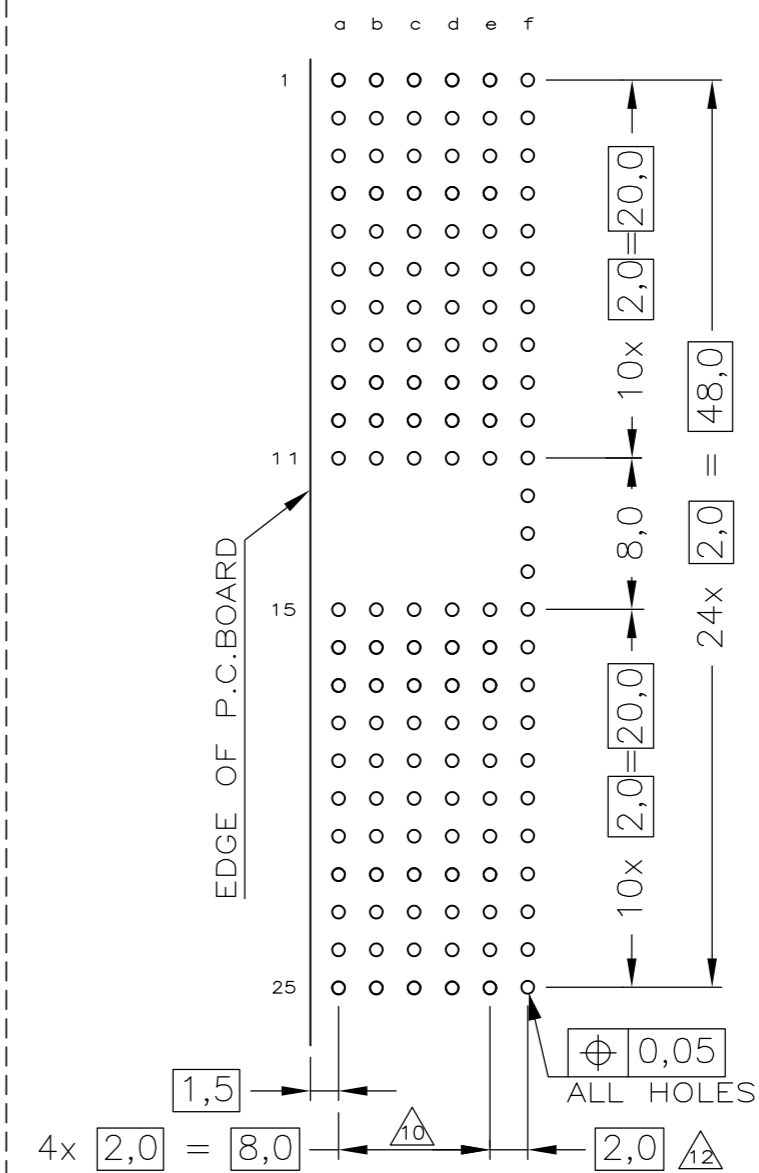 a b c d e f
1
10x 2,0=20,0
24x 2,0 = 48,0
11
8,0
EDGE OF P.C.BOARD
15
10x 2,0=20,0
25
⌖ 0,05
ALL HOLES
1,5
4x 2,0 = 8,0
10
2,0
12